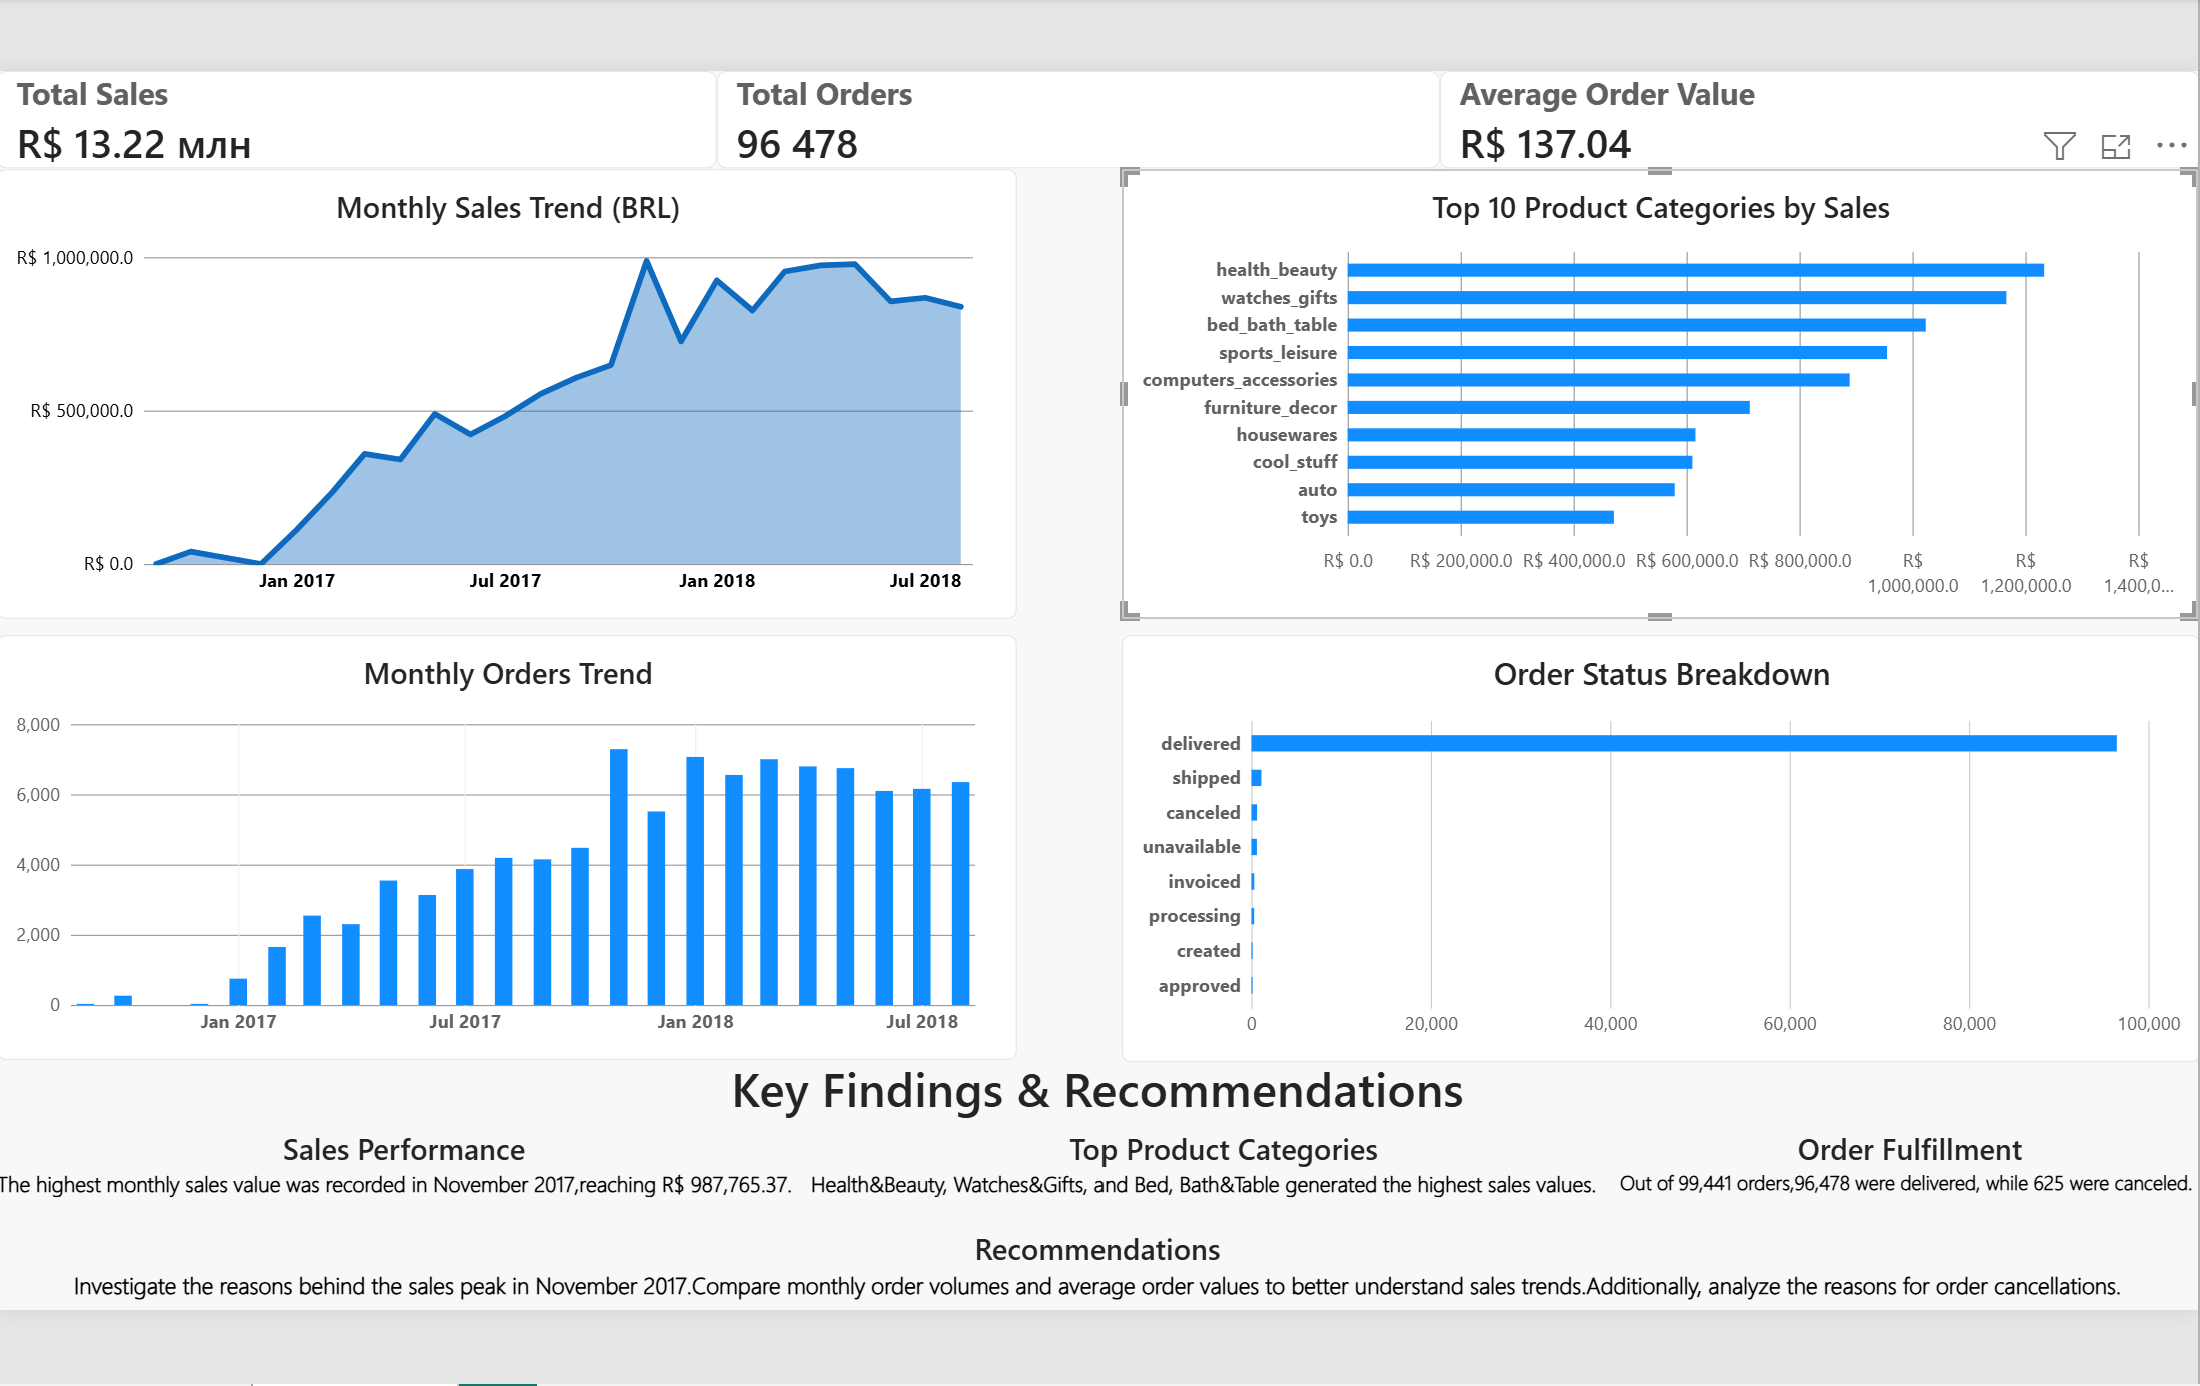 Total Sales
R$ 13.22 млн
Total Orders
96 478
Average Order Value
R$ 137.04
Monthly Sales Trend (BRL)
R$ 1,000,000.0
R$ 500,000.0
R$ 0.0
Jan 2017 Jul 2017 Jan 2018 Jul 2018
Top 10 Product Categories by Sales
health_beauty
watches_gifts
bed_bath_table
sports_leisure
computers_accessories
furniture_decor
housewares
cool_stuff
auto
toys
R$ 0.0 R$ 200,000.0 R$ 400,000.0 R$ 600,000.0 R$ 800,000.0 R$ R$ R$
1,000,000.0 1,200,000.0 1,400,0...
Monthly Orders Trend
8,000
6,000
4,000
2,000
0
Jan 2017 Jul 2017 Jan 2018 Jul 2018
Order Status Breakdown
delivered
shipped
canceled
unavailable
invoiced
processing
created
approved
0 20,000 40,000 60,000 80,000 100,000
Key Findings & Recommendations
Sales Performance
The highest monthly sales value was recorded in November 2017,reaching R$ 987,765.37.
Top Product Categories
Health&Beauty, Watches&Gifts, and Bed, Bath&Table generated the highest sales values.
Order Fulfillment
Out of 99,441 orders,96,478 were delivered, while 625 were canceled.
Recommendations
Investigate the reasons behind the sales peak in November 2017.Compare monthly order volumes and average order values to better understand sales trends.Additionally, analyze the reasons for order cancellations.